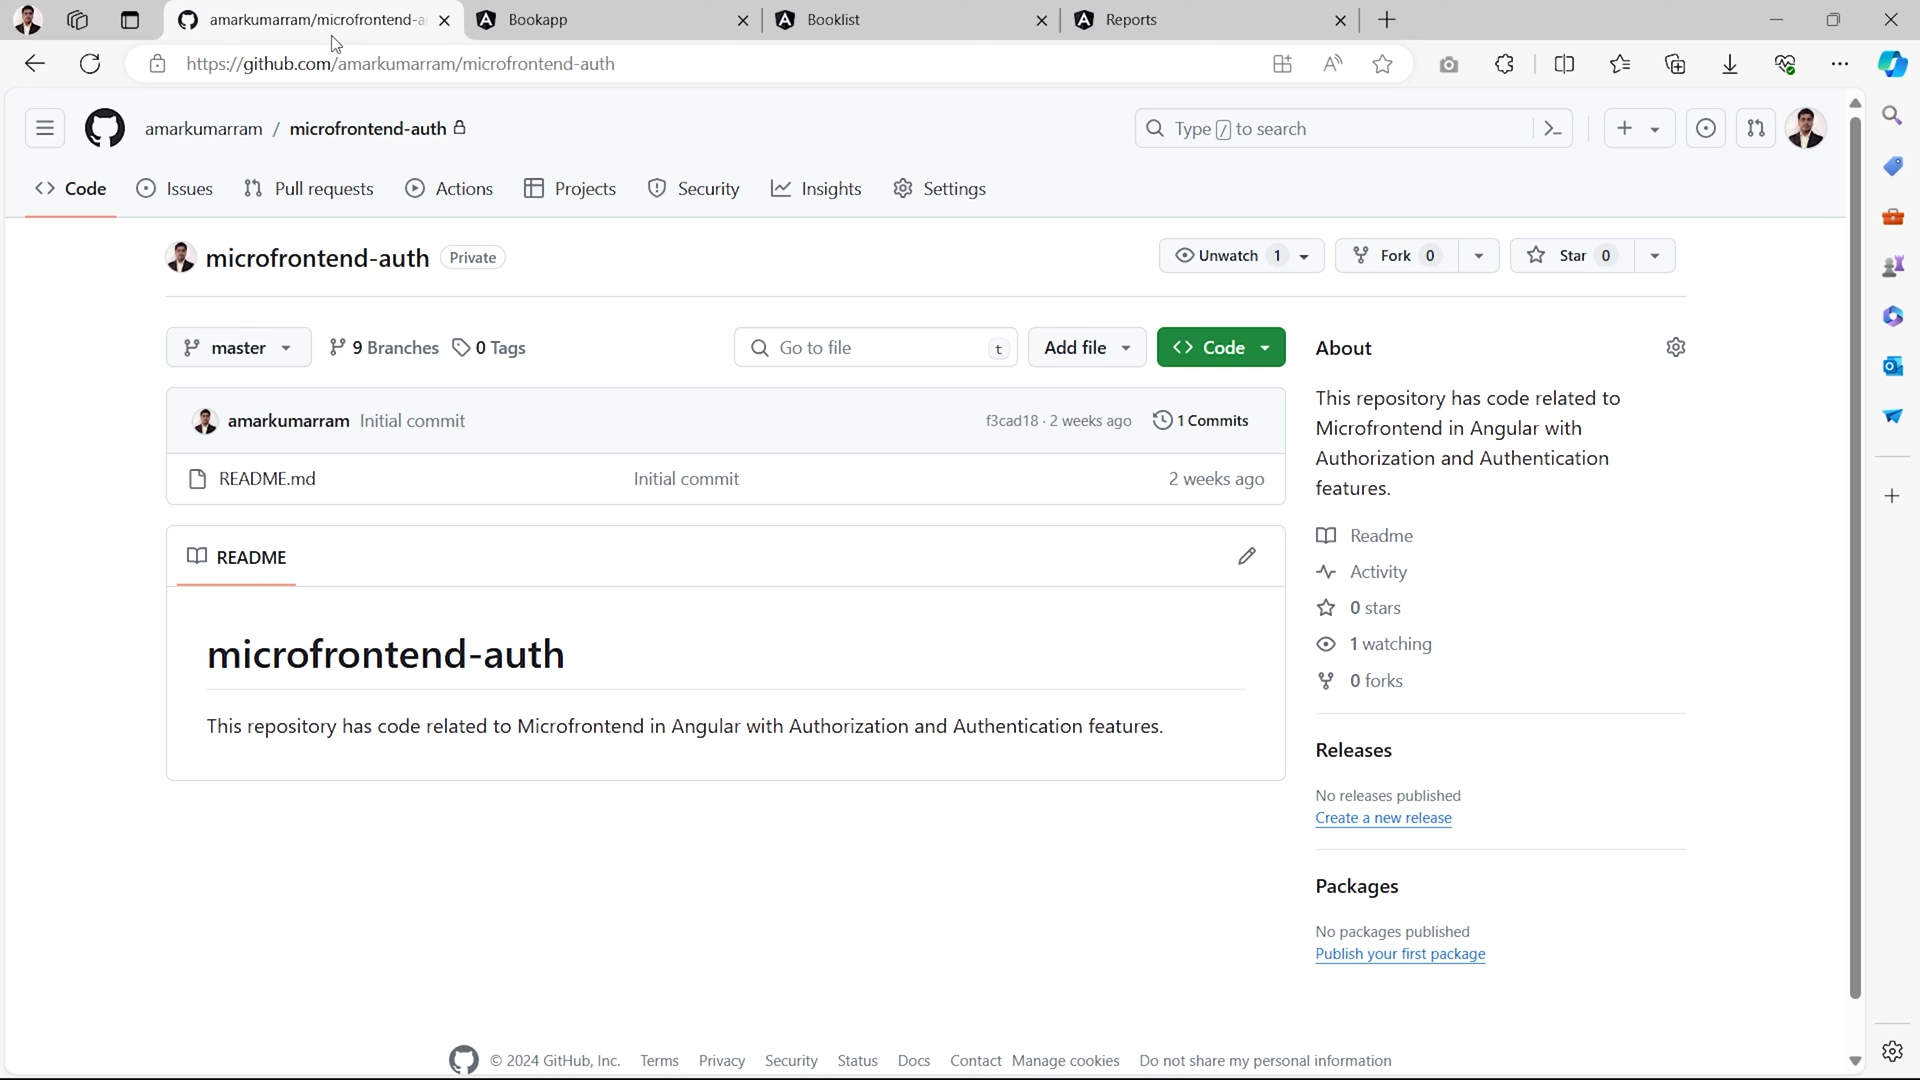 amarkumarram/microfrontend-a
Bookapp
Booklist
Reports
https://github.com/amarkumarram/microfrontend-auth
amarkumarram / microfrontend-auth
Type / to search
Code
Issues
Pull requests
Actions
Projects
Security
Insights
Settings
microfrontend-auth
Private
Unwatch 1
Fork 0
Star 0
master
9 Branches
0 Tags
Go to file
t
Add file
Code
amarkumarram Initial commit
f3cad18 · 2 weeks ago
1 Commits
README.md
Initial commit
2 weeks ago
README
microfrontend-auth
This repository has code related to Microfrontend in Angular with Authorization and Authentication features.
About
This repository has code related to
Microfrontend in Angular with
Authorization and Authentication
features.
Readme
Activity
0 stars
1 watching
0 forks
Releases
No releases published
Create a new release
Packages
No packages published
Publish your first package
© 2024 GitHub, Inc.
Terms
Privacy
Security
Status
Docs
Contact
Manage cookies
Do not share my personal information